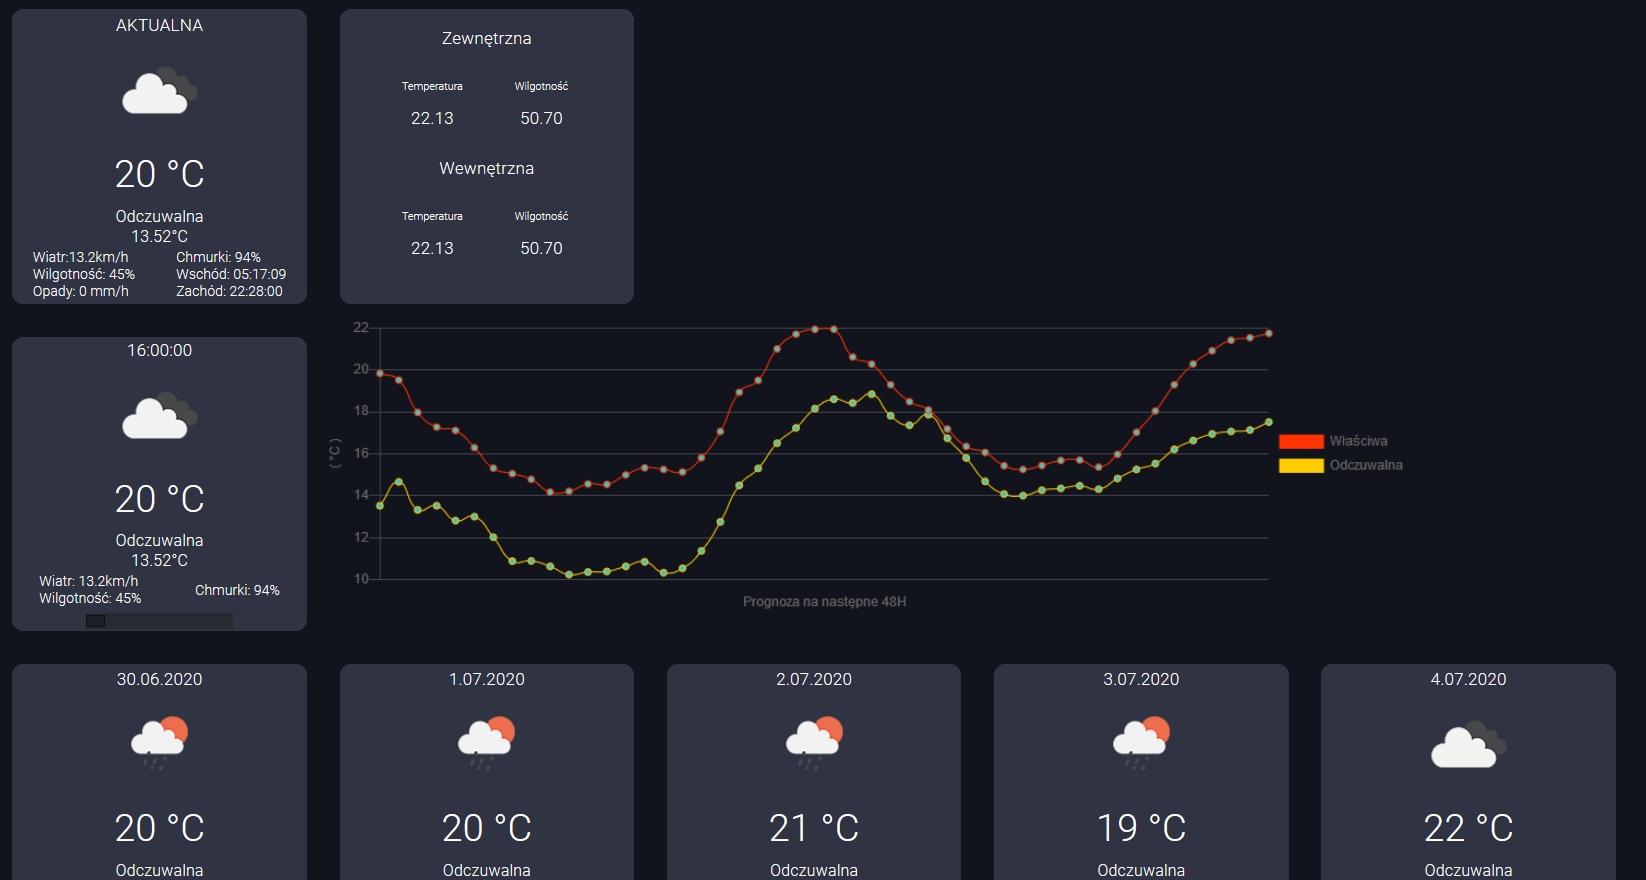 AKTUALNA
20 °C
Odczuwalna
13.52°C
Wiatr:13.2km/h
Wilgotność: 45%
Opady: 0 mm/h
Chmurki: 94%
Wschód: 05:17:09
Zachód: 22:28:00
Zewnętrzna
Temperatura Wilgotność
22.13 50.70
Wewnętrzna
Temperatura Wilgotność
22.13 50.70
16:00:00
20 °C
Odczuwalna
13.52°C
Wiatr: 13.2km/h
Wilgotność: 45%
Chmurki: 94%
22
20
18
16
14
12
10
(°C)
Prognoza na następne 48H
Właściwa
Odczuwalna
30.06.2020
20 °C
Odczuwalna
1.07.2020
20 °C
Odczuwalna
2.07.2020
21 °C
Odczuwalna
3.07.2020
19 °C
Odczuwalna
4.07.2020
22 °C
Odczuwalna